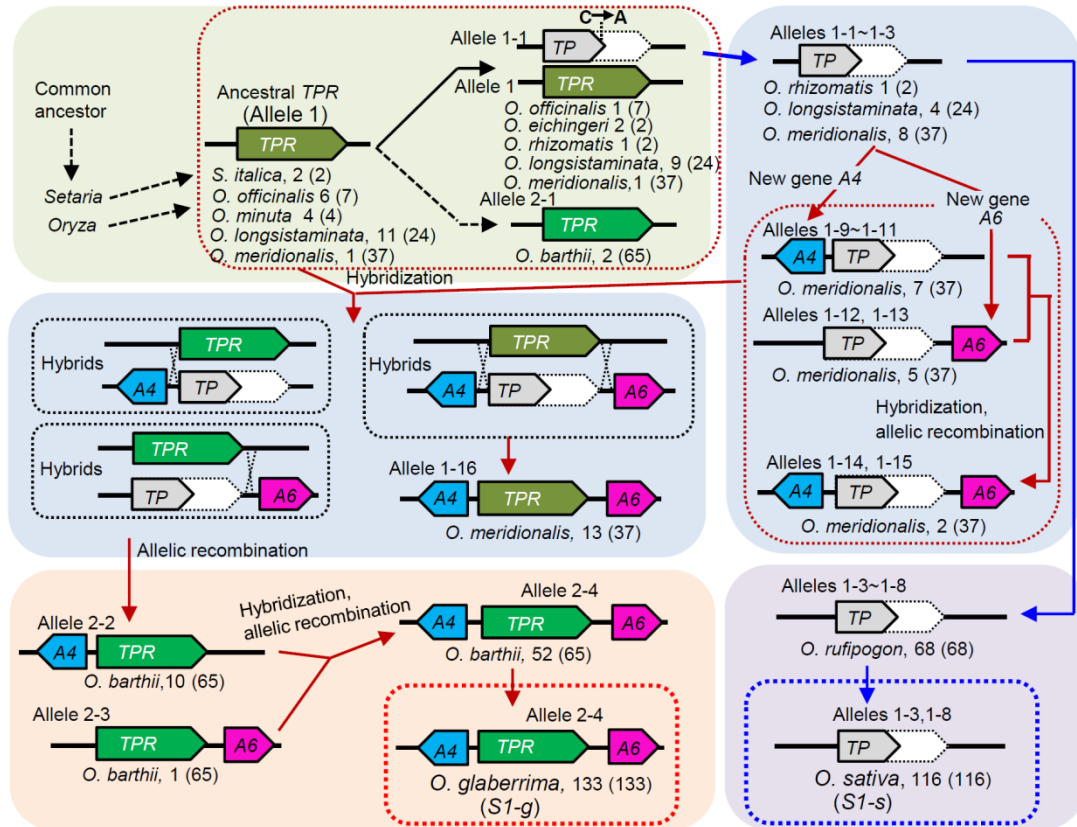 Common
ancestor
Setaria
Oryza
Ancestral TPR
(Allele 1)
TPR
S. italica, 2 (2)
O. officinalis 6 (7)
O. minuta 4 (4)
O. longsistaminata, 11 (24)
O. meridionalis, 1 (37)
C A
Allele 1-1
TP
Allele 1
TPR
O. officinalis 1 (7)
O. eichingeri 2 (2)
O. rhizomatis 1 (2)
O. longsistaminata, 9 (24)
O. meridionalis,1 (37)
Allele 2-1
TPR
O. barthii, 2 (65)
Alleles 1-1~1-3
TP
O. rhizomatis 1 (2)
O. longsistaminata, 4 (24)
O. meridionalis, 8 (37)
New gene A4
New gene
A6
Alleles 1-9~1-11
A4 TP
O. meridionalis, 7 (37)
Alleles 1-12, 1-13
TP A6
O. meridionalis, 5 (37)
Hybridization,
allelic recombination
Alleles 1-14, 1-15
A4 TP A6
O. meridionalis, 2 (37)
Hybridization
Hybrids
TPR
A4 TP
Hybrids
TPR
TP A6
Hybrids
TPR
A4 TP A6
Allele 1-16
A4 TPR A6
O. meridionalis, 13 (37)
Allelic recombination
Allele 2-2
A4 TPR
O. barthii,10 (65)
Allele 2-3
TPR A6
O. barthii, 1 (65)
Hybridization,
allelic recombination
Allele 2-4
A4 TPR A6
O. barthii, 52 (65)
Allele 2-4
A4 TPR A6
O. glaberrima, 133 (133)
(S1-g)
Alleles 1-3~1-8
TP
O. rufipogon, 68 (68)
Alleles 1-3,1-8
TP
O. sativa, 116 (116)
(S1-s)